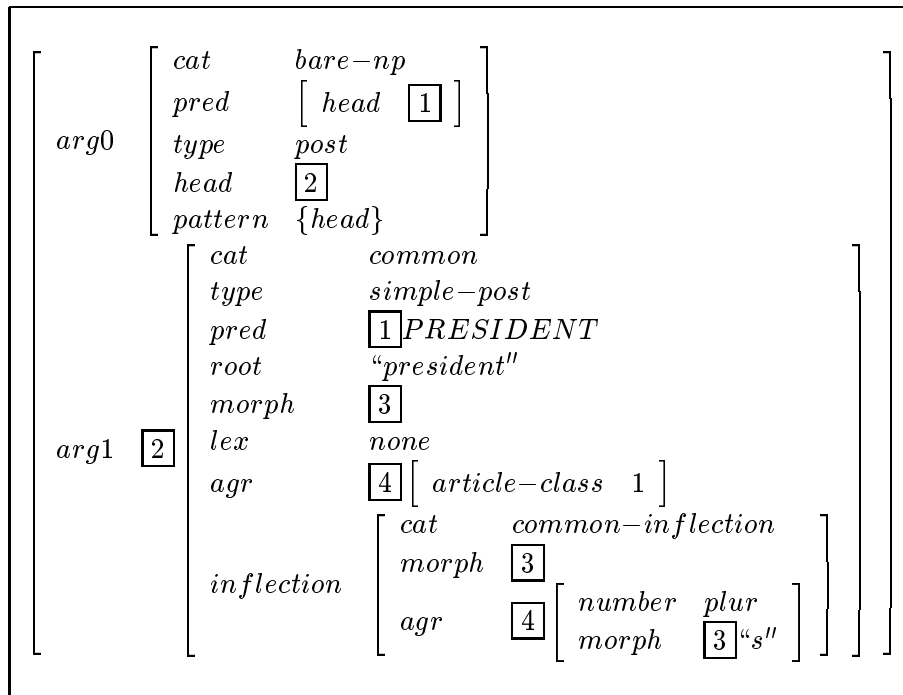 cat bare−np
pred [ head 1 ]
arg0 type post
head 2
pattern {head}
cat common
type simple−post
pred 1 PRESIDENT
root “president"
morph 3
arg1 2 lex none
agr 4 [ article−class 1 ]
cat common−inflection
morph 3
inflection agr 4 [ number plur
morph 3 “s" ]